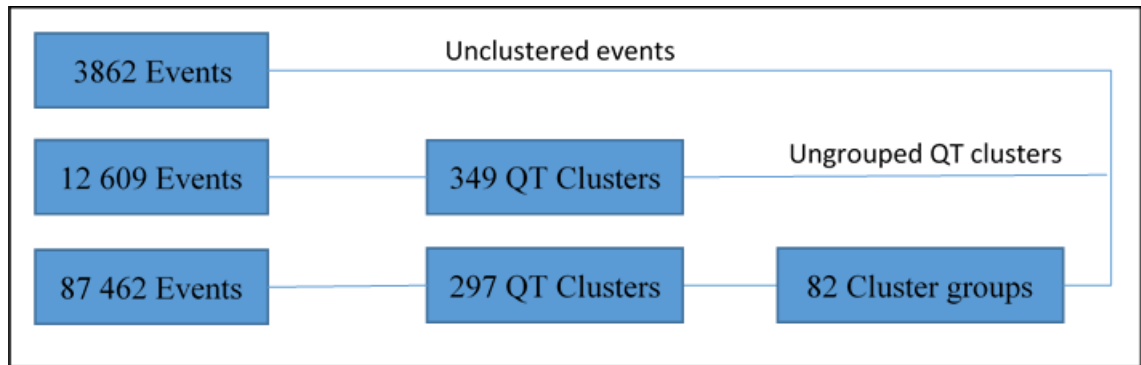 Unclustered events
3862 Events
Ungrouped QT clusters
12 609 Events
349 QT Clusters
87 462 Events
297 QT Clusters
82 Cluster groups